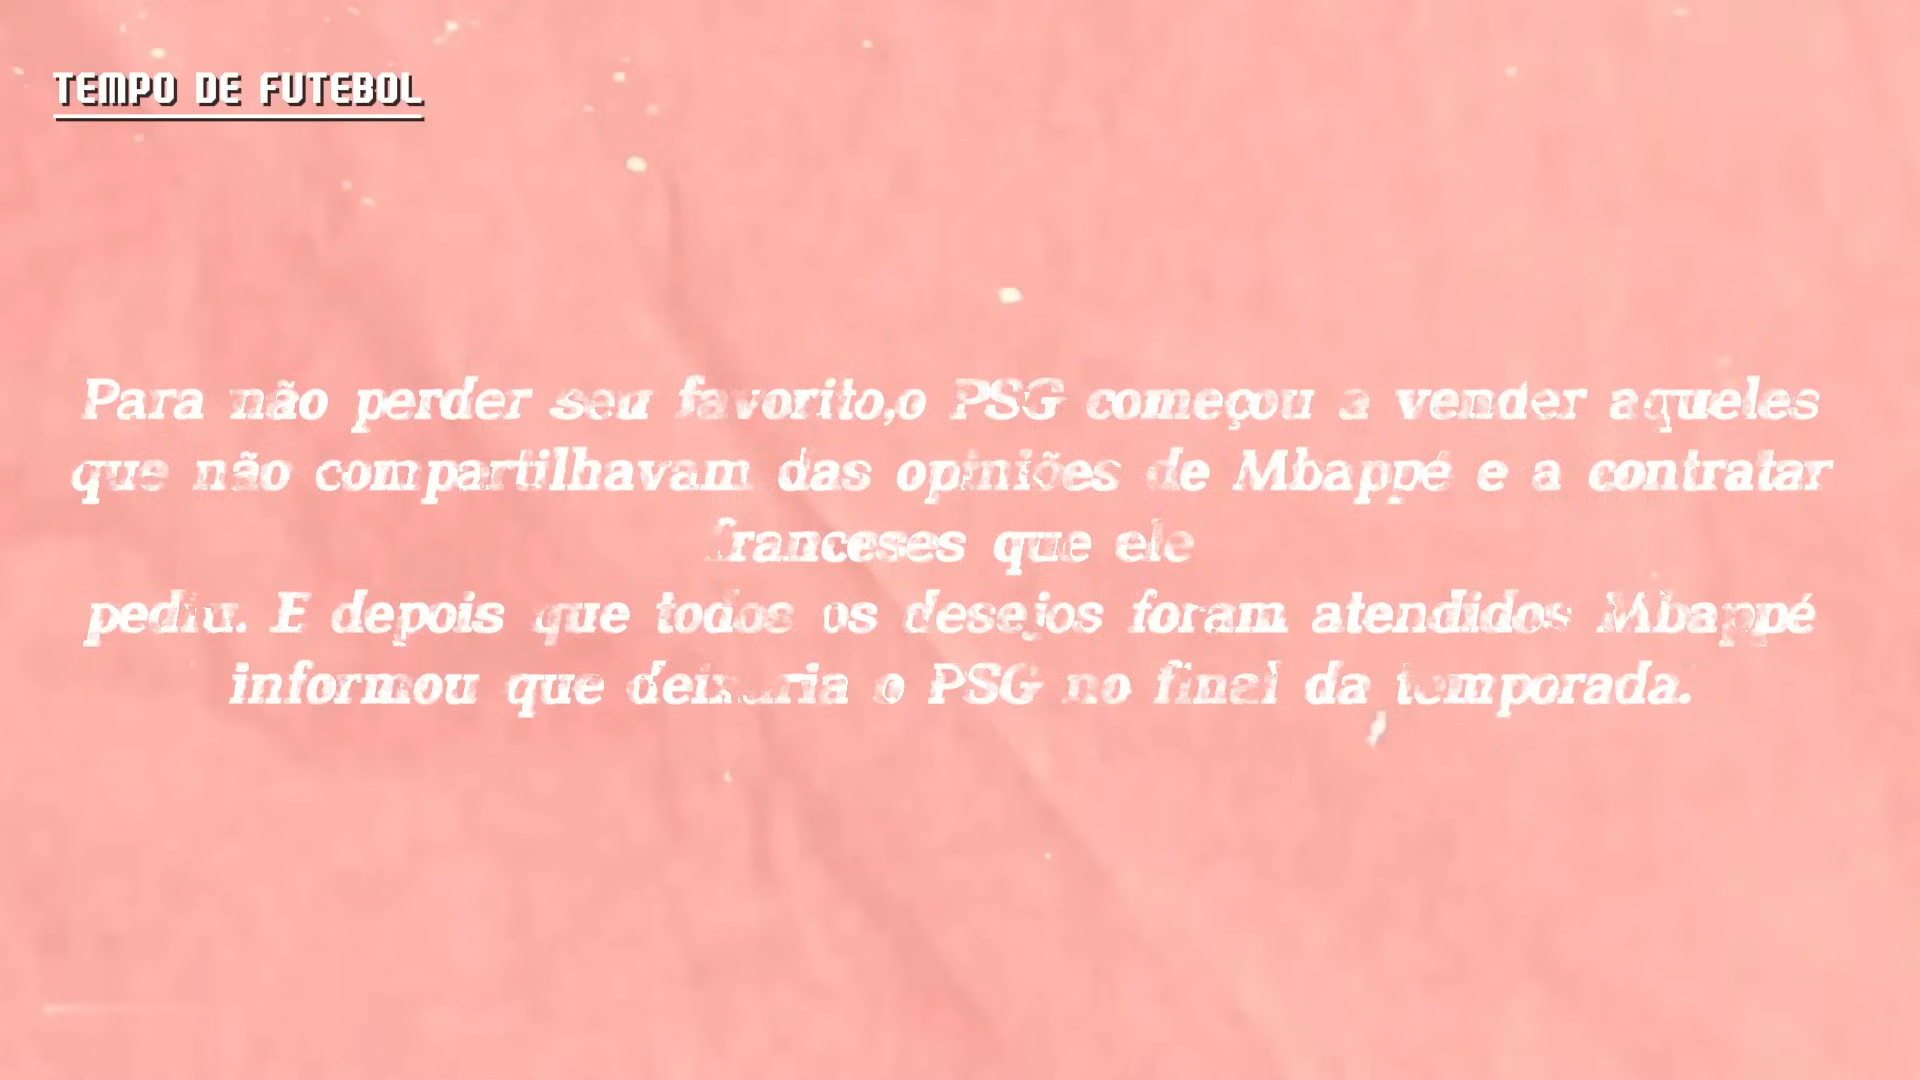 TEMPO DE FUTEBOL
Para não perder seu favorito,o PSG começou a vender aqueles
que não compartilhavam das opiniões de Mbappé e a contratar
franceses que ele
pediu. E depois que todos os desejos foram atendidos Mbappé
informou que deixaria o PSG no final da temporada.